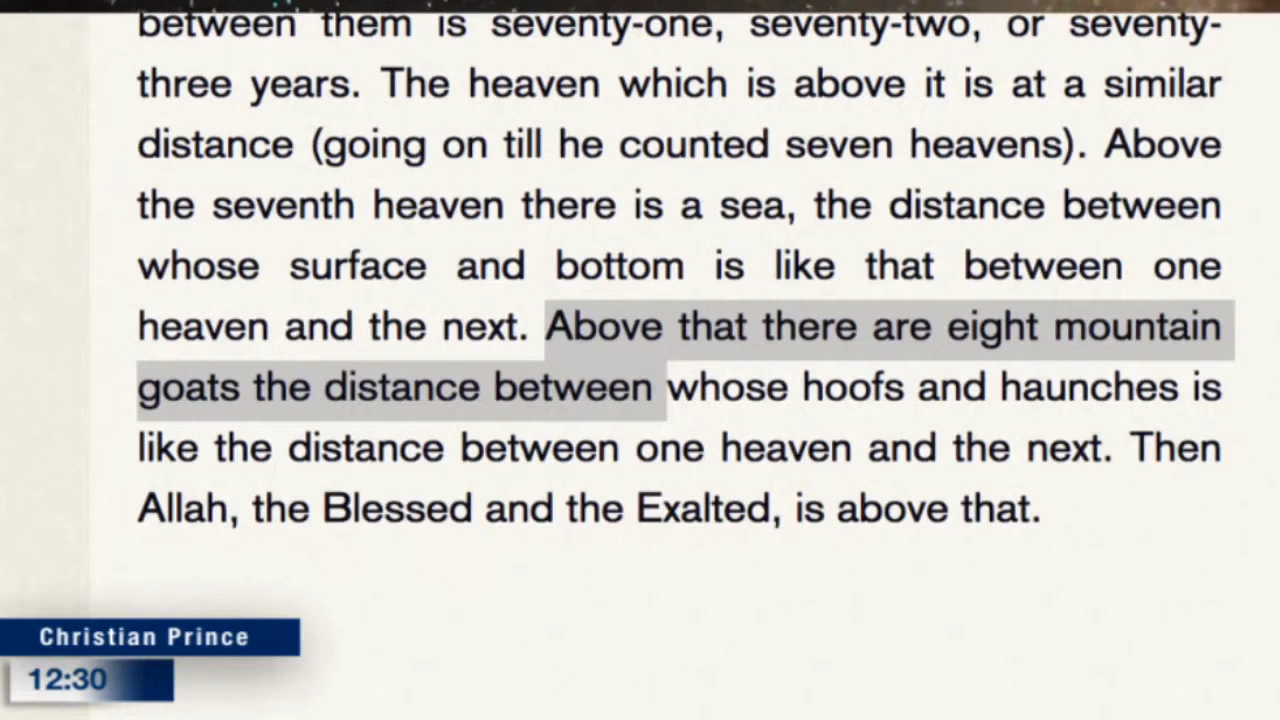 between them is seventy-one, seventy-two, or seventy-
three years. The heaven which is above it is at a similar
distance (going on till he counted seven heavens). Above
the seventh heaven there is a sea, the distance between
whose surface and bottom is like that between one
heaven and the next. Above that there are eight mountain
goats the distance between whose hoofs and haunches is
like the distance between one heaven and the next. Then
Allah, the Blessed and the Exalted, is above that.
Christian Prince
12:30